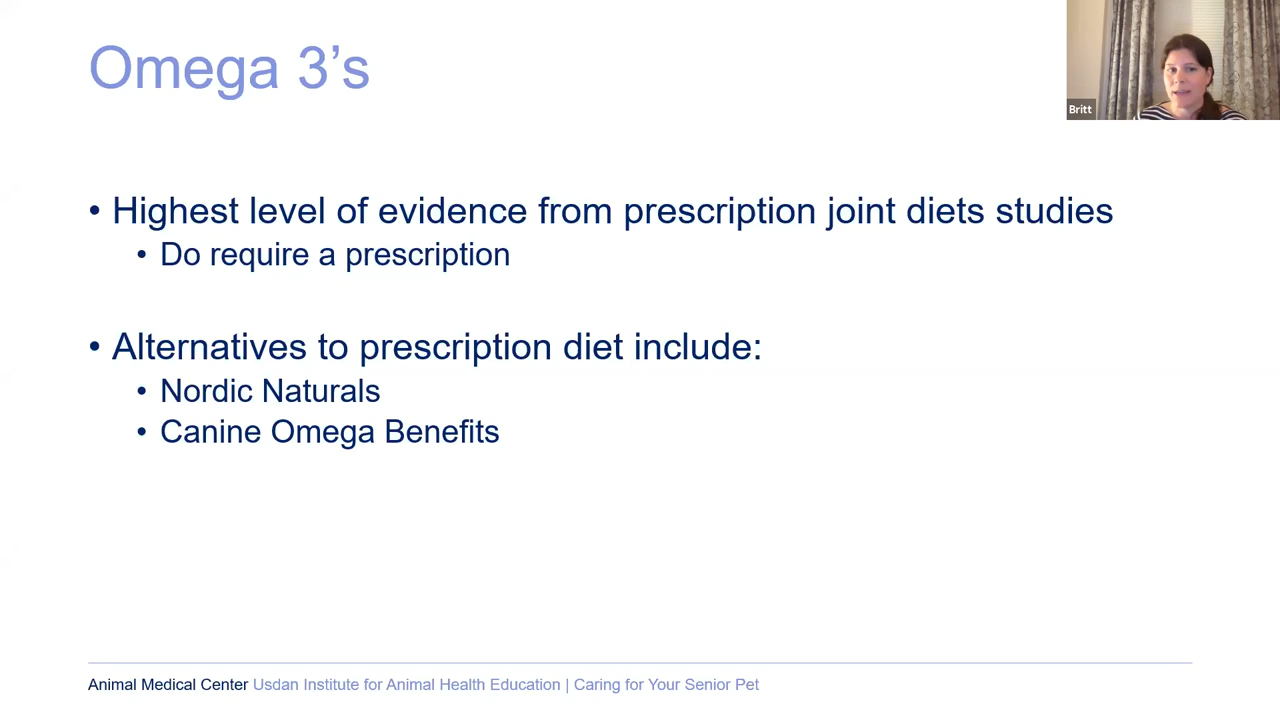 Omega 3’s
Britt
• Highest level of evidence from prescription joint diets studies
• Do require a prescription
• Alternatives to prescription diet include:
• Nordic Naturals
• Canine Omega Benefits
Animal Medical Center Usdan Institute for Animal Health Education | Caring for Your Senior Pet